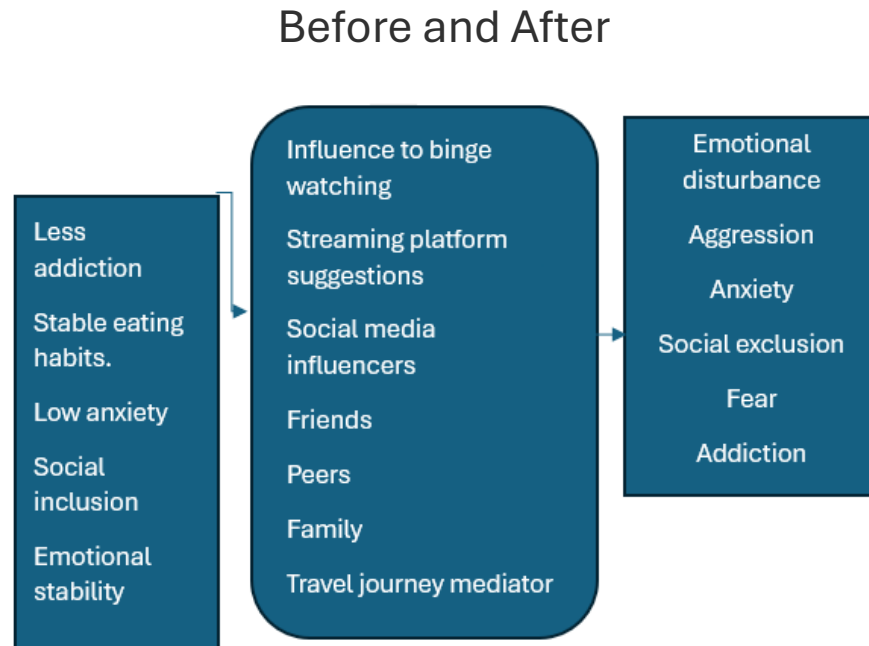 Before and After
Less
addiction
Stable eating
habits.
Low anxiety
Social
inclusion
Emotional
stability
Influence to binge
watching
Streaming platform
suggestions
Social media
influencers
Friends
Peers
Family
Travel journey mediator
Emotional
disturbance
Aggression
Anxiety
Social exclusion
Fear
Addiction